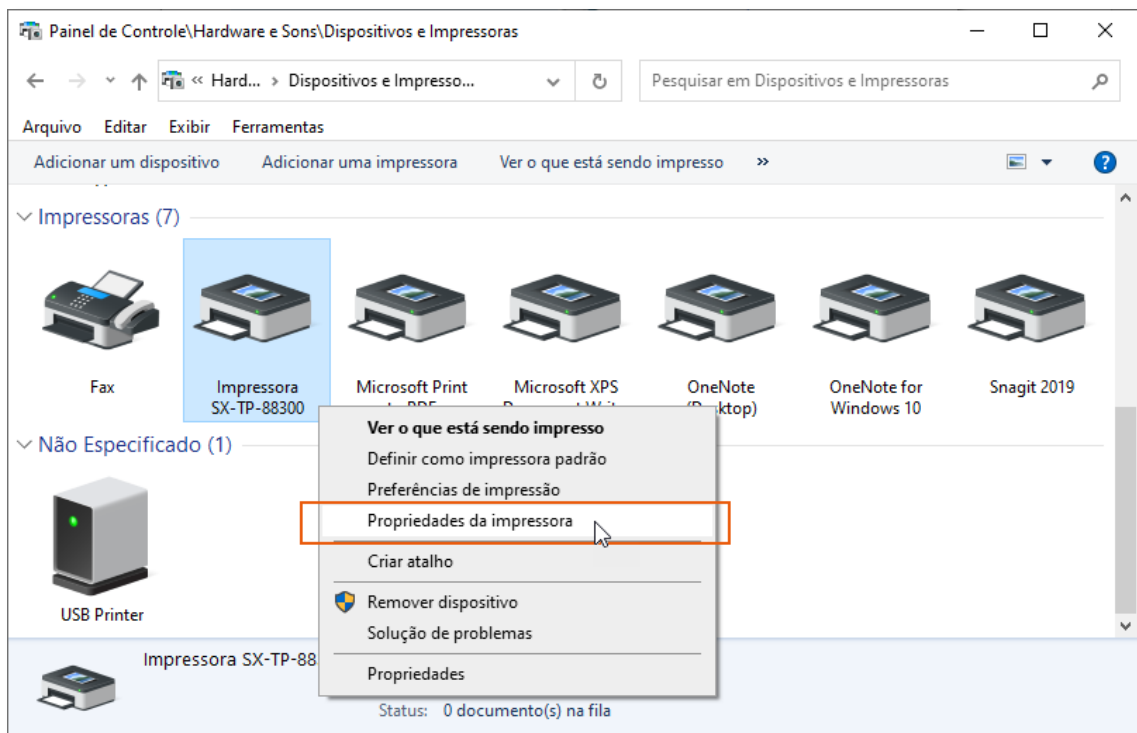 Painel de Controle\Hardware e Sons\Dispositivos e Impressoras
« Hard... > Dispositivos e Impresso...
Pesquisar em Dispositivos e Impressoras
Arquivo Editar Exibir Ferramentas
Adicionar um dispositivo Adicionar uma impressora Ver o que está sendo impresso »
Impressoras (7)
Fax
Impressora
SX-TP-88300
Microsoft Print
Microsoft XPS
OneNote
OneNote for
Windows 10
Snagit 2019
Ver o que está sendo impresso
Definir como impressora padrão
Preferências de impressão
Propriedades da impressora
Criar atalho
Remover dispositivo
Solução de problemas
Propriedades
Não Especificado (1)
USB Printer
Impressora SX-TP-88
Status: 0 documento(s) na fila